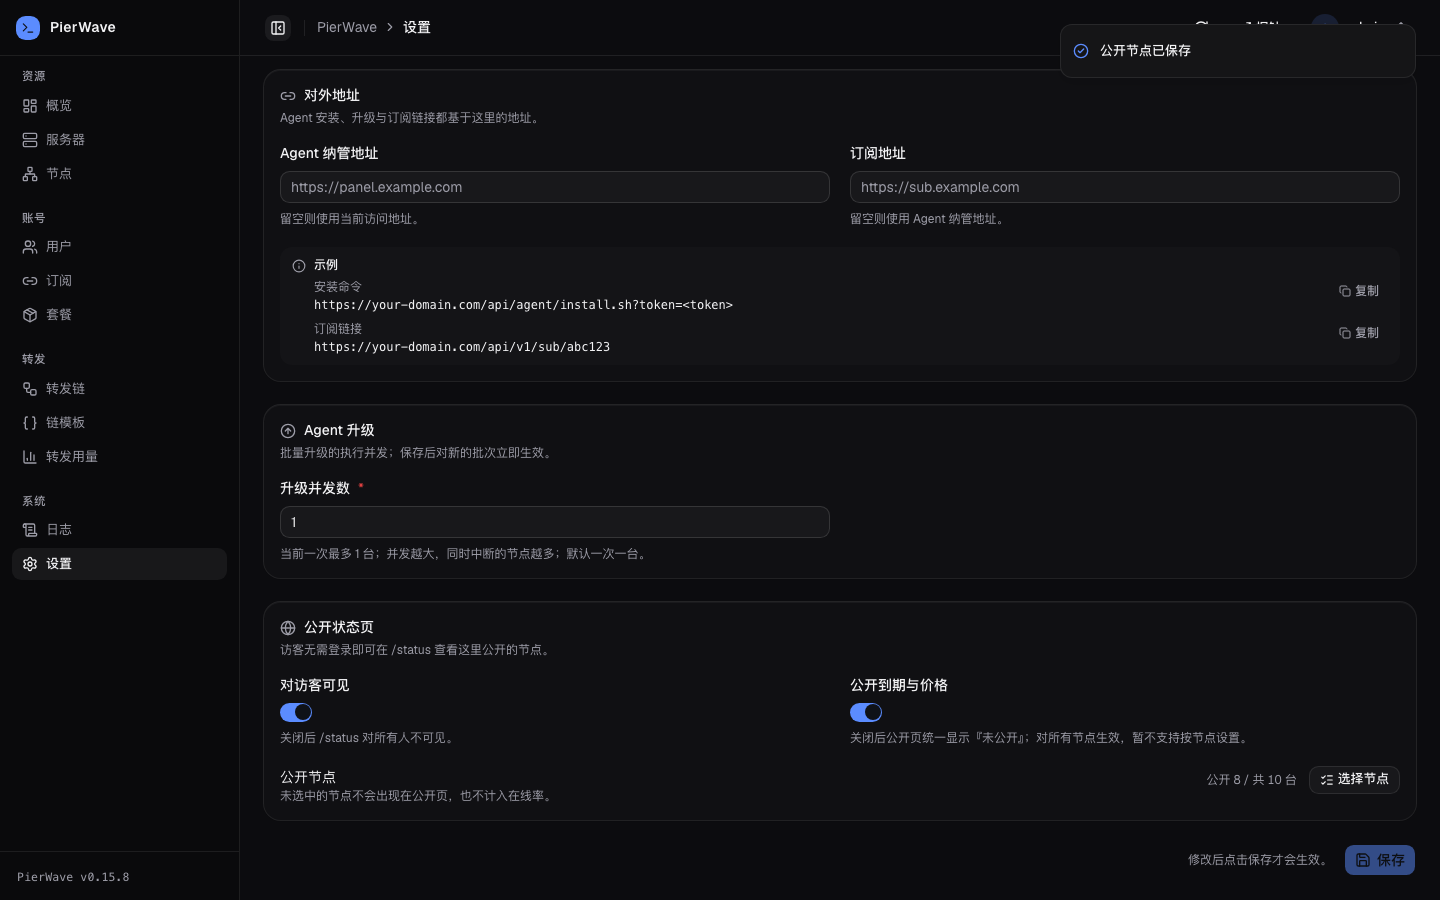 PierWave
PierWave > 设置
公开节点已保存
资源
概览
服务器
节点
账号
用户
订阅
套餐
转发
转发链
链模板
转发用量
系统
日志
设置
PierWave v0.15.8
对外地址
Agent 安装、升级与订阅链接都基于这里的地址。
Agent 纳管地址
订阅地址
https://panel.example.com
https://sub.example.com
留空则使用当前访问地址。
留空则使用 Agent 纳管地址。
示例
安装命令
https://your-domain.com/api/agent/install.sh?token=<token>
复制
订阅链接
https://your-domain.com/api/v1/sub/abc123
复制
Agent 升级
批量升级的执行并发；保存后对新的批次立即生效。
升级并发数 *
1
当前一次最多 1 台；并发越大，同时中断的节点越多；默认一次一台。
公开状态页
访客无需登录即可在 /status 查看这里公开的节点。
对访客可见
公开到期与价格
关闭后 /status 对所有人不可见。
关闭后公开页统一显示『未公开』；对所有节点生效，暂不支持按节点设置。
公开节点
未选中的节点不会出现在公开页，也不计入在线率。
公开 8 / 共 10 台
选择节点
修改后点击保存才会生效。
保存